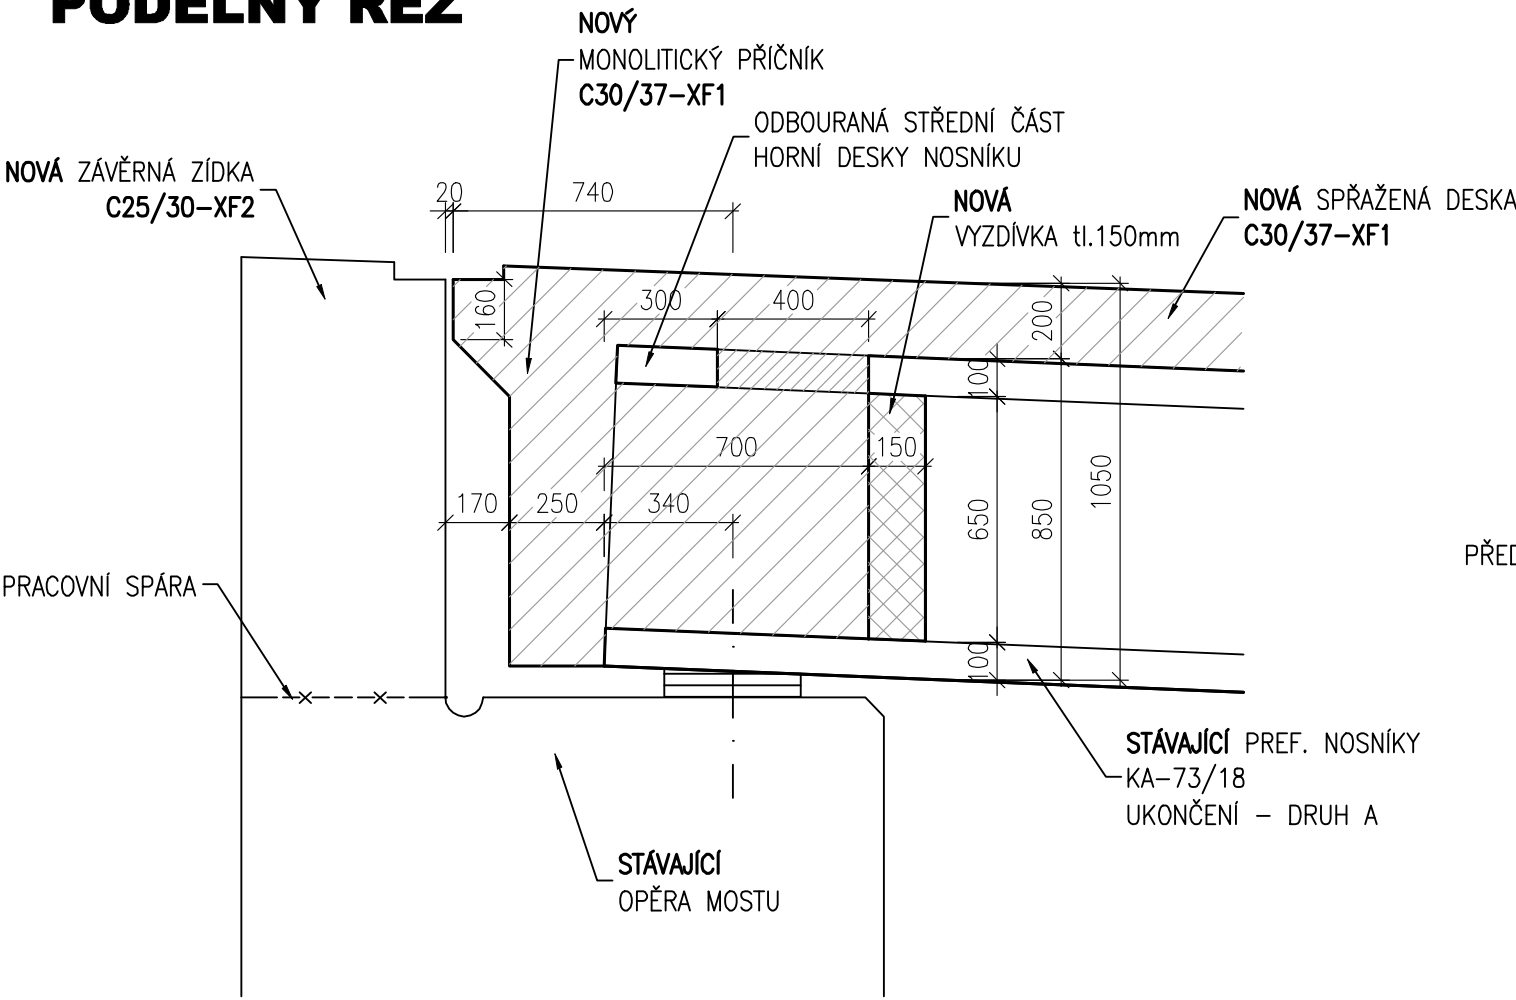 PODÉLNÝ ŘEZ
NOVÝ
MONOLITICKÝ PŘÍČNÍK
C30/37-XF1
ODBOURANÁ STŘEDNÍ ČÁST
HORNÍ DESKY NOSNÍKU
NOVÁ ZÁVĚRNÁ ZÍDKA
C25/30-XF2
20
740
NOVÁ
VYZDÍVKA tl.150mm
NOVÁ SPŘAŽENÁ DESKA
C30/37-XF1
160
300
400
200
100
700
150
1050
170
250
340
650
850
PRACOVNÍ SPÁRA
100
STÁVAJÍCÍ PREF. NOSNÍKY
KA-73/18
UKONČENÍ - DRUH A
STÁVAJÍCÍ
OPĚRA MOSTU